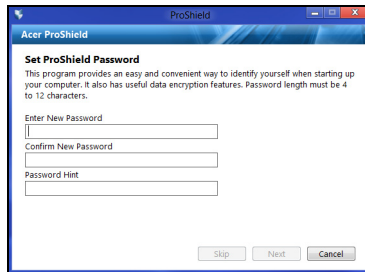 ProShield
Acer ProShield
Set ProShield Password
This program provides an easy and convenient way to identify yourself when starting up
your computer. It also has useful data encryption features. Password length must be 4
to 12 characters.
Enter New Password
Confirm New Password
Password Hint
Skip Next Cancel